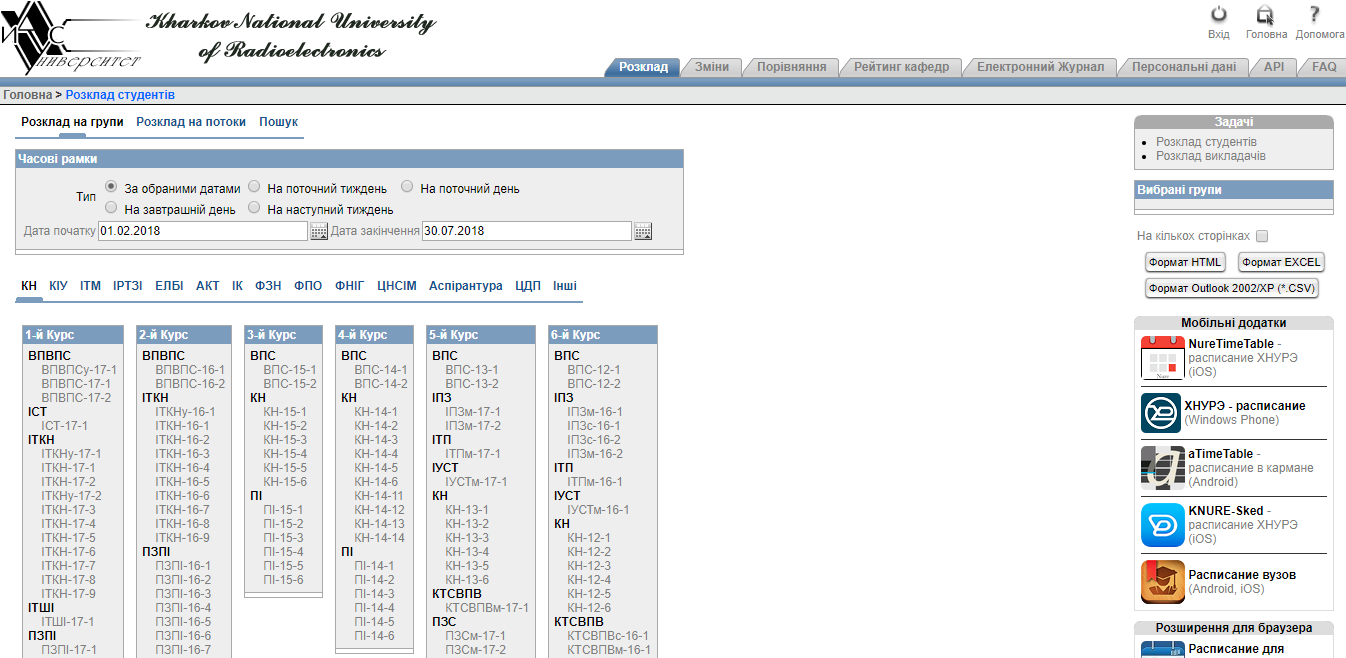 ИАС
Университет
Kharkov National University
of Radioelectronics
Вхід
Головна
Допомога
Розклад
Зміни
Порівняння
Рейтинг кафедр
Електронний Журнал
Персональні дані
API
FAQ
Головна > Розклад студентів
Розклад на групи
Розклад на потоки
Пошук
Часові рамки
Тип
За обраними датами
На поточний тиждень
На поточний день
На завтрашній день
На наступний тиждень
Дата початку 01.02.2018
Дата закінчення 30.07.2018
КН
КІУ
ІТМ
ІРТЗІ
ЕЛБІ
АКТ
ІК
ФЗН
ФПО
ФНІГ
ЦНСІМ
Аспірантура
ЦДП
Інші
1-й Курс
ВПВПС
ВПВПСу-17-1
ВПВПС-17-1
ВПВПС-17-2
ІСТ
ІСТ-17-1
ІТКН
ІТКНу-17-1
ІТКН-17-1
ІТКН-17-2
ІТКНу-17-2
ІТКН-17-3
ІТКН-17-4
ІТКН-17-5
ІТКН-17-6
ІТКН-17-7
ІТКН-17-8
ІТКН-17-9
ІТШІ
ІТШІ-17-1
ПЗПІ
ПЗПІ-17-1
2-й Курс
ВПВПС
ВПВПС-16-1
ВПВПС-16-2
ІТКН
ІТКНу-16-1
ІТКН-16-1
ІТКН-16-2
ІТКН-16-3
ІТКН-16-4
ІТКН-16-5
ІТКН-16-6
ІТКН-16-7
ІТКН-16-8
ІТКН-16-9
ПЗПІ
ПЗПІ-16-1
ПЗПІ-16-2
ПЗПІ-16-3
ПЗПІ-16-4
ПЗПІ-16-5
ПЗПІ-16-6
ПЗПІ-16-7
3-й Курс
ВПС
ВПС-15-1
ВПС-15-2
КН
КН-15-1
КН-15-2
КН-15-3
КН-15-4
КН-15-5
КН-15-6
ПІ
ПІ-15-1
ПІ-15-2
ПІ-15-3
ПІ-15-4
ПІ-15-5
ПІ-15-6
4-й Курс
ВПС
ВПС-14-1
ВПС-14-2
КН
КН-14-1
КН-14-2
КН-14-3
КН-14-4
КН-14-5
КН-14-6
КН-14-11
КН-14-12
КН-14-13
КН-14-14
ПІ
ПІ-14-1
ПІ-14-2
ПІ-14-3
ПІ-14-4
ПІ-14-5
ПІ-14-6
5-й Курс
ВПС
ВПС-13-1
ВПС-13-2
ІПЗ
ІПЗм-17-1
ІПЗм-17-2
ІТП
ІТПм-17-1
ІУСТ
ІУСТм-17-1
КН
КН-13-1
КН-13-2
КН-13-3
КН-13-4
КН-13-5
КН-13-6
КТСВПВ
КТСВПВм-17-1
ПЗС
ПЗСм-17-1
ПЗСм-17-2
6-й Курс
ВПС
ВПС-12-1
ВПС-12-2
ІПЗ
ІПЗм-16-1
ІПЗс-16-1
ІПЗс-16-2
ІПЗм-16-2
ІТП
ІТПм-16-1
ІУСТ
ІУСТм-16-1
КН
КН-12-1
КН-12-2
КН-12-3
КН-12-4
КН-12-5
КН-12-6
КТСВПВ
КТСВПВс-16-1
КТСВПВм-16-1
Задачі
Розклад студентів
Розклад викладачів
Вибрані групи
На кількох сторінках
Формат HTML
Формат EXCEL
Формат Outlook 2002/XP (*.CSV)
Мобільні додатки
Nure
NureTimeTable -
расписание ХНУРЭ
(iOS)
ХНУРЭ - расписание
(Windows Phone)
aTimeTable -
расписание в кармане
(Android)
KNURE-Sked -
расписание ХНУРЭ
(iOS)
Расписание вузов
(Android, iOS)
Розширення для браузера
Расписание для